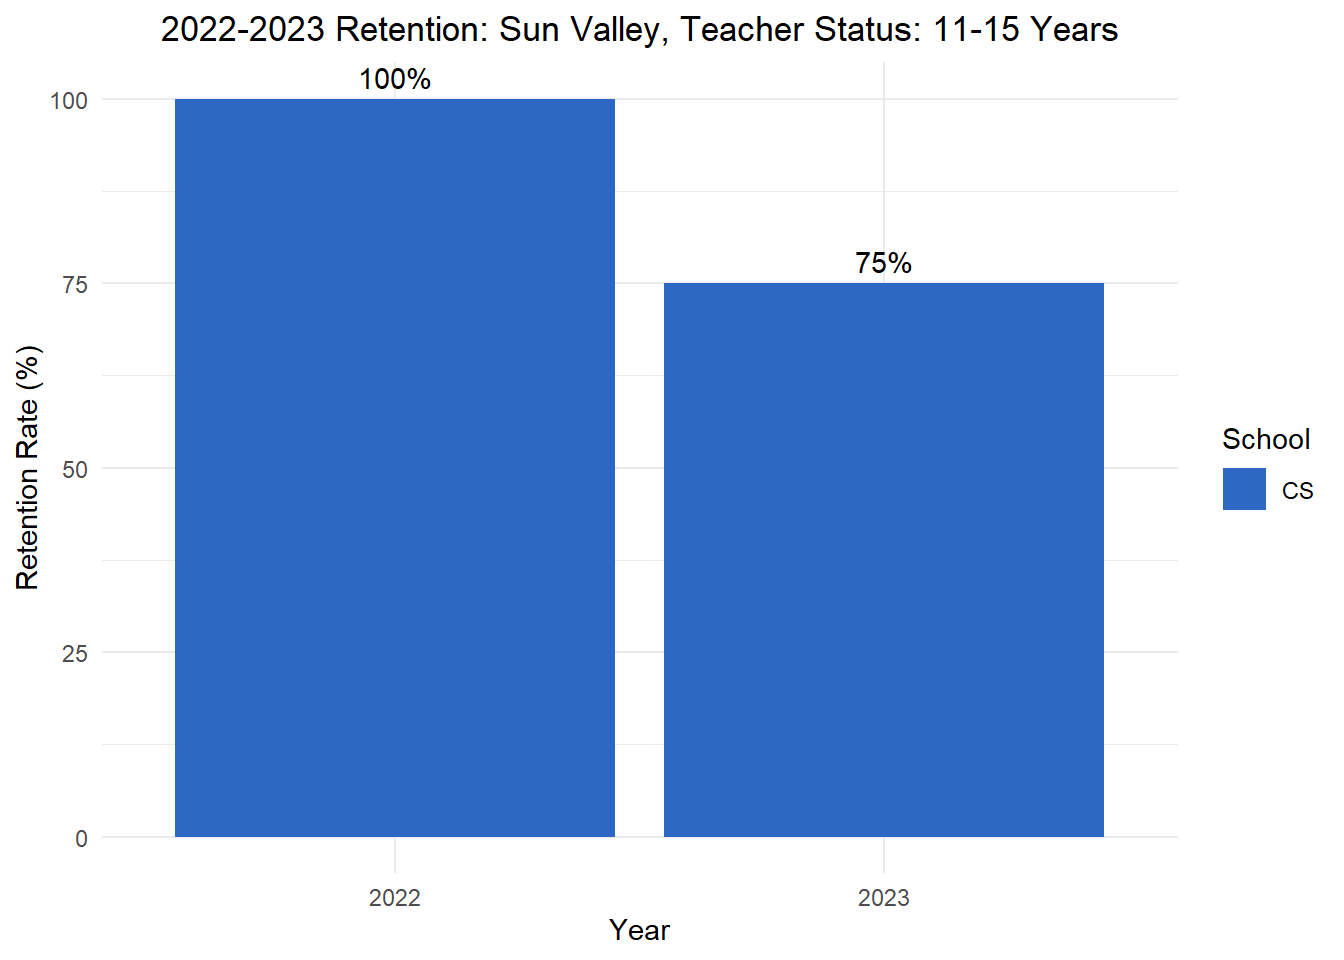 2022-2023 Retention: Sun Valley, Teacher Status: 11-15 Years
100%
100
75%
75
Retention Rate (%)
50
25
0
School
CS
2022
2023
Year